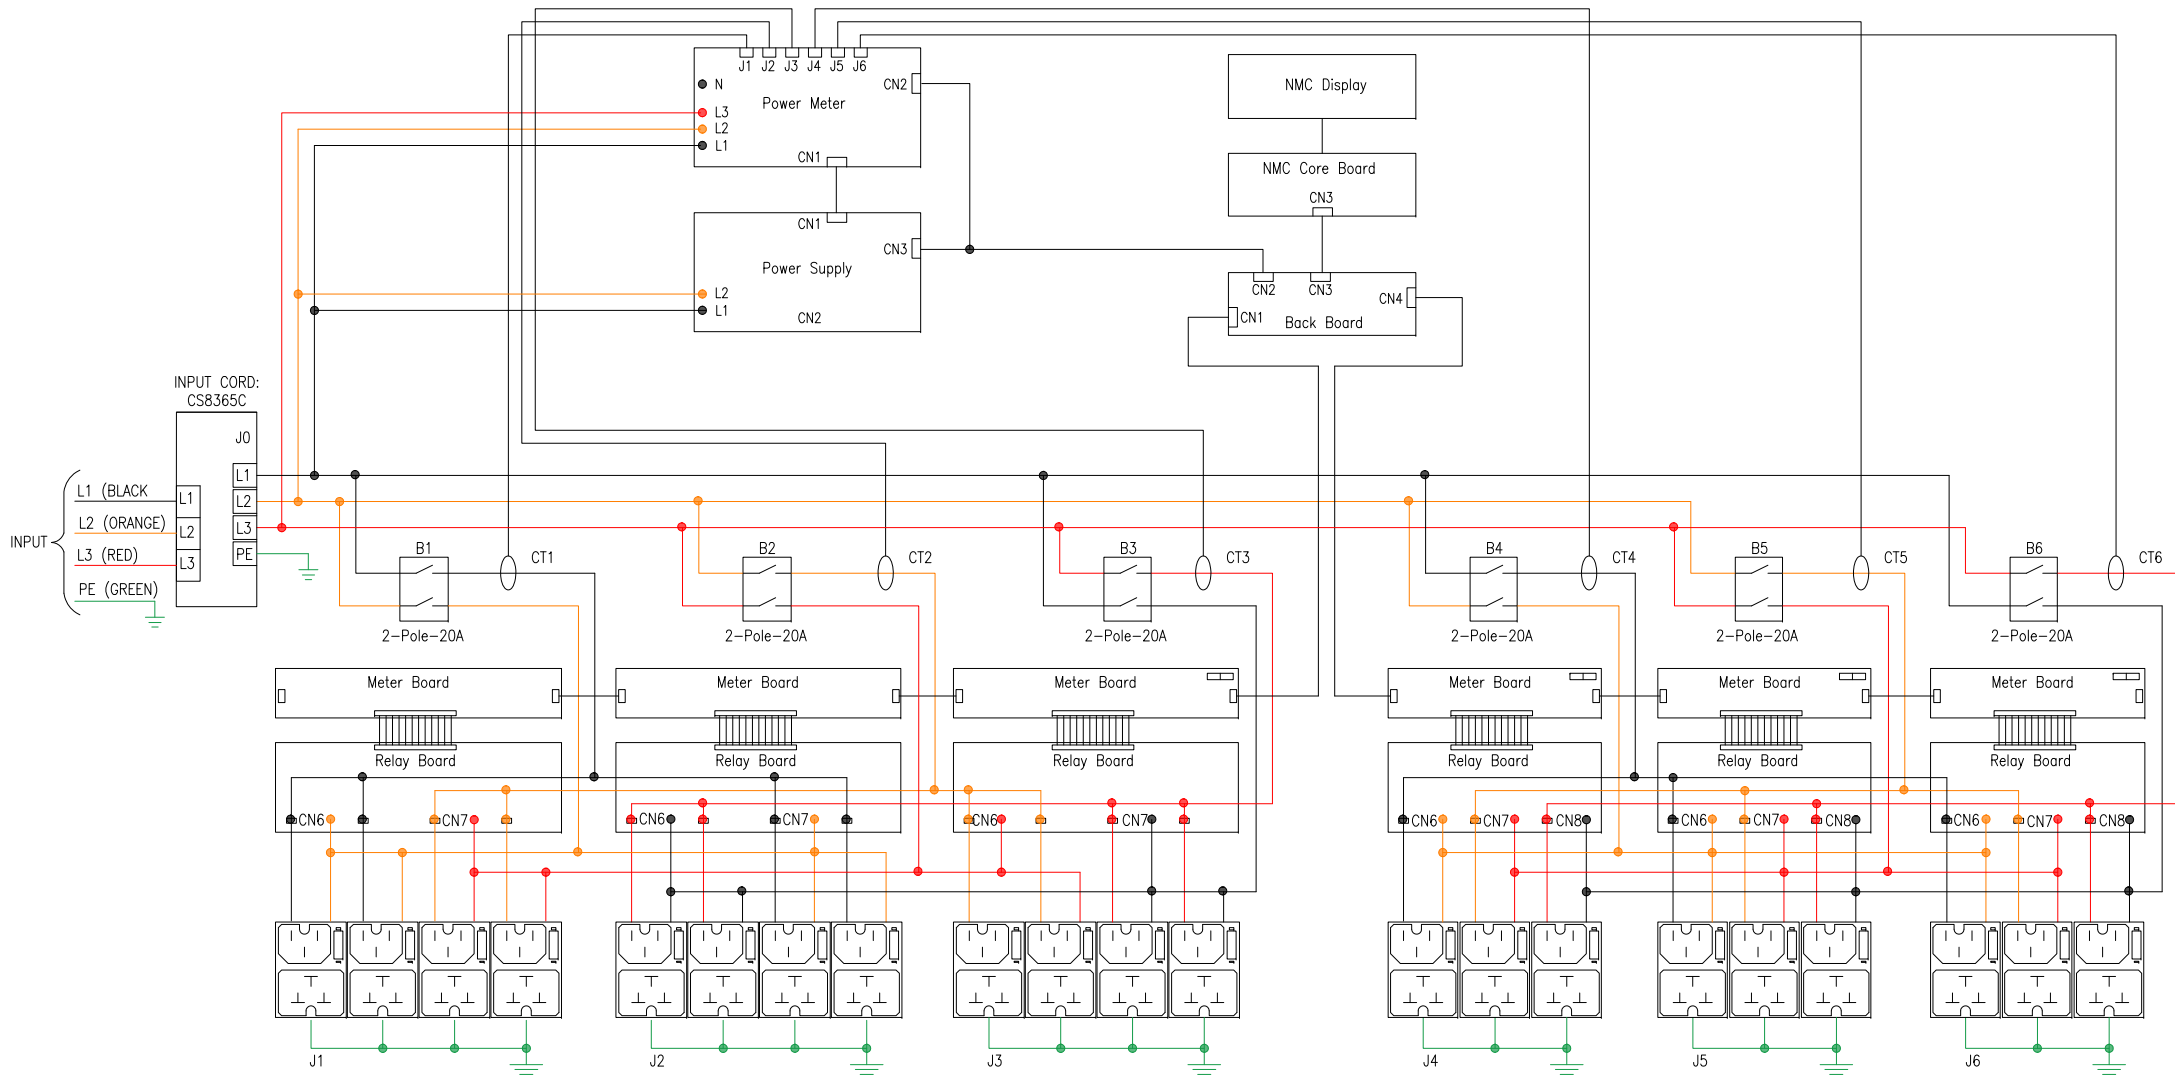 J1 J2 J3 J4 J5 J6
N
CN2
Power Meter
L3
L2
L1
CN1
NMC Display
NMC Core Board
CN3
CN1
CN3
Power Supply
L2
L1
CN2
CN2 CN3
CN4
CN1
Back Board
INPUT CORD:
CS8365C
J0
L1
L2
L3
PE
L1
L2
L3
INPUT
L1 (BLACK
L2 (ORANGE)
L3 (RED)
PE (GREEN)
B1 CT1 B2 CT2 B3 CT3 B4 CT4 B5 CT5 B6 CT6
2-Pole-20A 2-Pole-20A 2-Pole-20A 2-Pole-20A 2-Pole-20A 2-Pole-20A
Meter Board Meter Board Meter Board Meter Board Meter Board Meter Board
Relay Board Relay Board Relay Board Relay Board Relay Board Relay Board
CN6 CN7 CN6 CN7 CN6 CN7 CN6 CN7 CN8 CN6 CN7 CN8 CN6 CN7 CN8
J1 J2 J3 J4 J5 J6